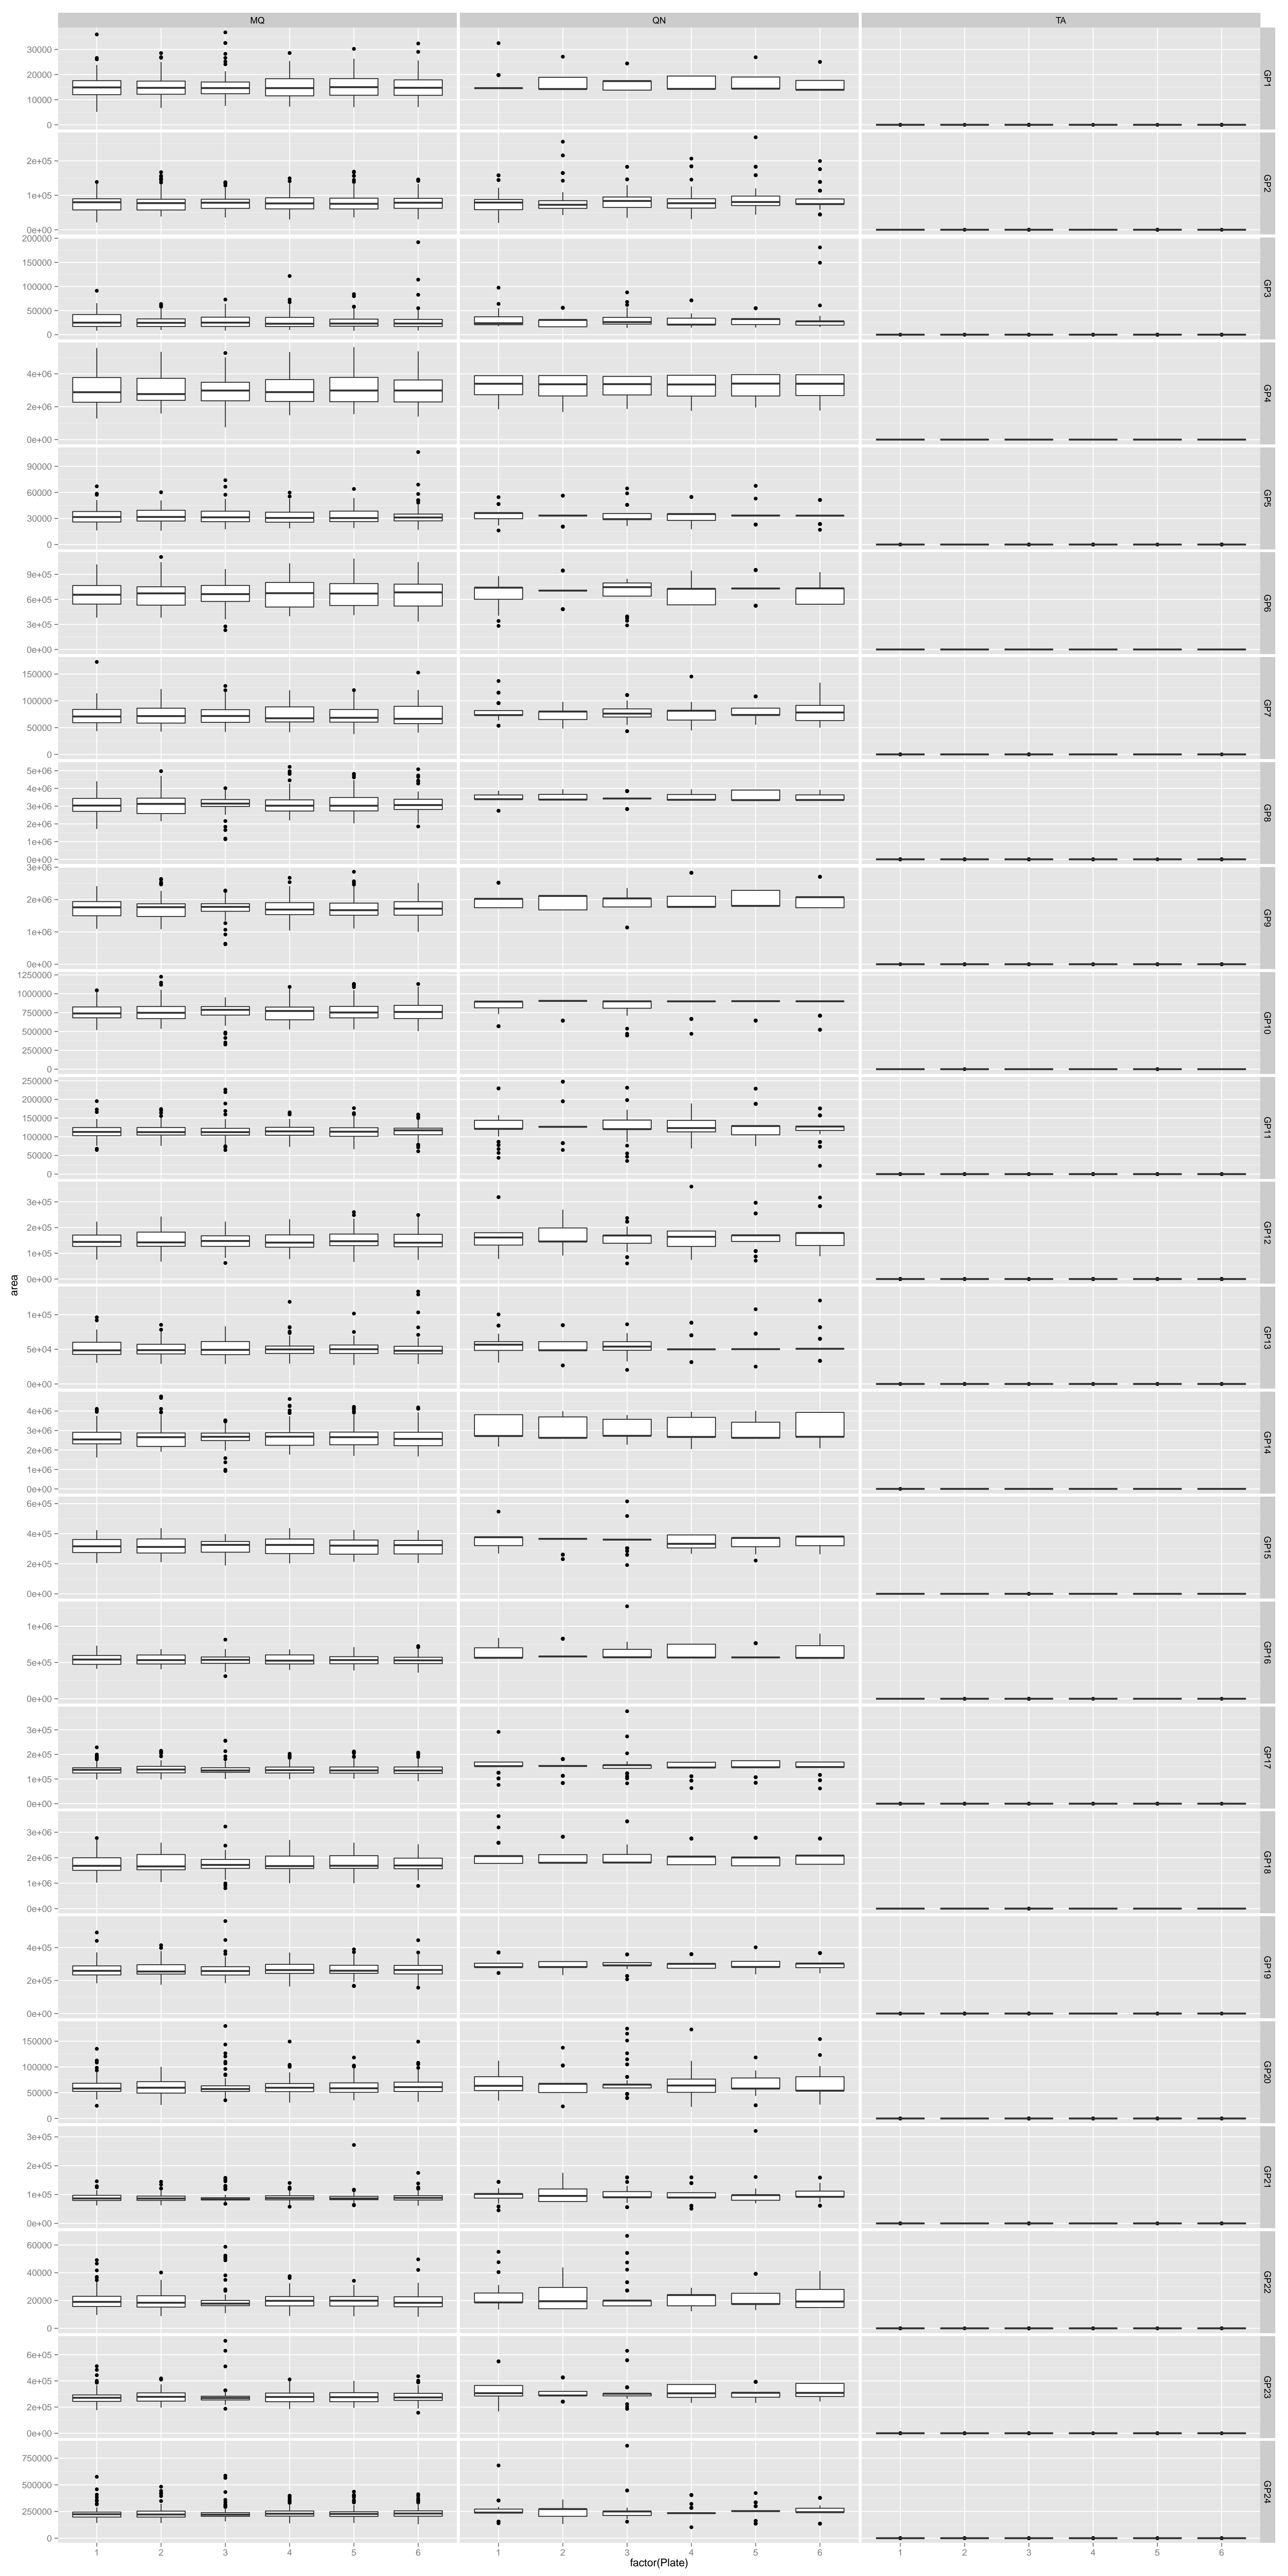 MQ QN TA
30000
20000
10000
0
GP1
2e+05
1e+05
0e+00
GP2
200000
150000
100000
50000
0
GP3
4e+06
2e+06
0e+00
GP4
90000
60000
30000
0
GP5
9e+05
6e+05
3e+05
0e+00
GP6
150000
100000
50000
0
GP7
5e+06
4e+06
3e+06
2e+06
1e+06
0e+00
GP8
3e+06
2e+06
1e+06
0e+00
GP9
1250000
1000000
750000
500000
250000
0
GP10
250000
200000
150000
100000
50000
0
GP11
3e+05
2e+05
1e+05
0e+00
GP12
area
1e+05
5e+04
0e+00
GP13
4e+06
3e+06
2e+06
1e+06
0e+00
GP14
6e+05
4e+05
2e+05
0e+00
GP15
1e+06
5e+05
0e+00
GP16
3e+05
2e+05
1e+05
0e+00
GP17
3e+06
2e+06
1e+06
0e+00
GP18
4e+05
2e+05
0e+00
GP19
150000
100000
50000
0
GP20
3e+05
2e+05
1e+05
0e+00
GP21
60000
40000
20000
0
GP22
6e+05
4e+05
2e+05
0e+00
GP23
750000
500000
250000
0
GP24
1 2 3 4 5 6 1 2 3 4 5 6 1 2 3 4 5 6
factor(Plate)